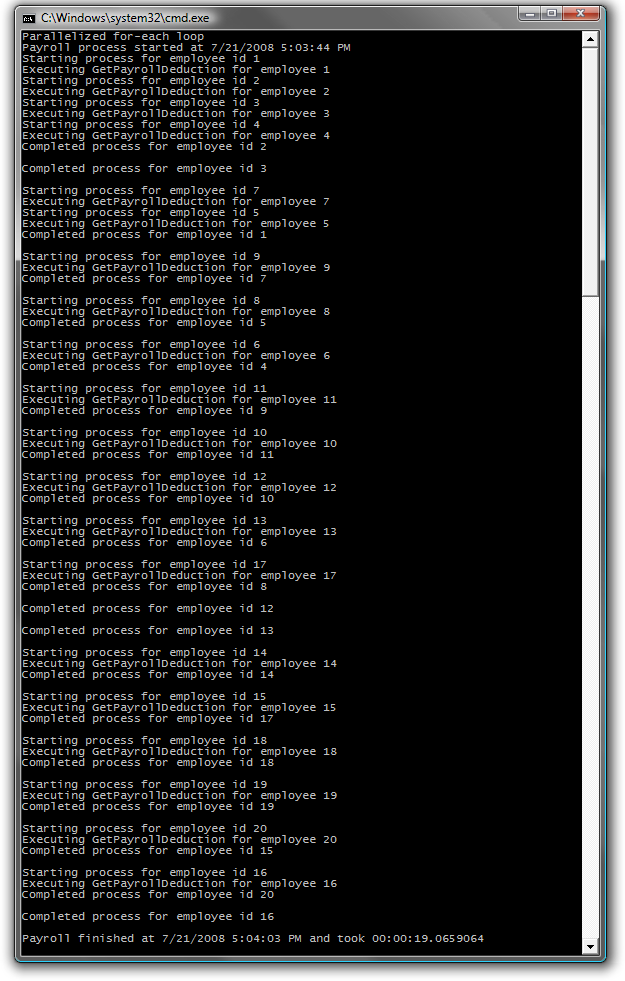 C:\Windows\system32\cmd.exe
Parallelized for-each loop
Payroll process started at 7/21/2008 5:03:44 PM
Starting process for employee id 1
Executing GetPayrollDeduction for employee 1
Starting process for employee id 2
Executing GetPayrollDeduction for employee 2
Starting process for employee id 3
Executing GetPayrollDeduction for employee 3
Starting process for employee id 4
Executing GetPayrollDeduction for employee 4
Completed process for employee id 2
Completed process for employee id 3
Starting process for employee id 7
Executing GetPayrollDeduction for employee 7
Starting process for employee id 5
Executing GetPayrollDeduction for employee 5
Completed process for employee id 1
Starting process for employee id 9
Executing GetPayrollDeduction for employee 9
Completed process for employee id 7
Starting process for employee id 8
Executing GetPayrollDeduction for employee 8
Completed process for employee id 5
Starting process for employee id 6
Executing GetPayrollDeduction for employee 6
Completed process for employee id 4
Starting process for employee id 11
Executing GetPayrollDeduction for employee 11
Completed process for employee id 9
Starting process for employee id 10
Executing GetPayrollDeduction for employee 10
Completed process for employee id 11
Starting process for employee id 12
Executing GetPayrollDeduction for employee 12
Completed process for employee id 10
Starting process for employee id 13
Executing GetPayrollDeduction for employee 13
Completed process for employee id 6
Starting process for employee id 17
Executing GetPayrollDeduction for employee 17
Completed process for employee id 8
Completed process for employee id 12
Completed process for employee id 13
Starting process for employee id 14
Executing GetPayrollDeduction for employee 14
Completed process for employee id 14
Starting process for employee id 15
Executing GetPayrollDeduction for employee 15
Completed process for employee id 17
Starting process for employee id 18
Executing GetPayrollDeduction for employee 18
Completed process for employee id 18
Starting process for employee id 19
Executing GetPayrollDeduction for employee 19
Completed process for employee id 19
Starting process for employee id 20
Executing GetPayrollDeduction for employee 20
Completed process for employee id 15
Starting process for employee id 16
Executing GetPayrollDeduction for employee 16
Completed process for employee id 20
Completed process for employee id 16
Payroll finished at 7/21/2008 5:04:03 PM and took 00:00:19.0659064